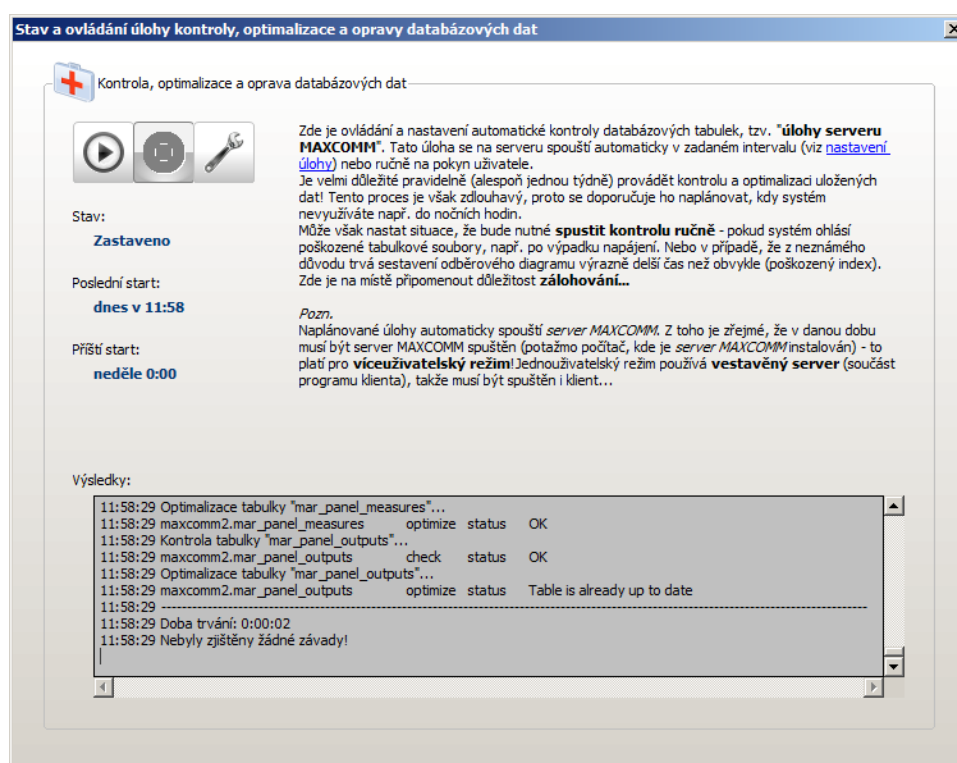 Stav a ovládání úlohy kontroly, optimalizace a opravy databázových dat
Kontrola, optimalizace a oprava databázových dat
Zde je ovládání a nastavení automatické kontroly databázových tabulek, tzv. "úlohy serveru
MAXCOMM". Tato úloha se na serveru spouští automaticky v zadaném intervalu (viz nastavení
úlohy) nebo ručně na pokyn uživatele.
Je velmi důležité pravidelně (alespoň jednou týdně) provádět kontrolu a optimalizaci uložených
dat! Tento proces je však zdlouhavý, proto se doporučuje ho naplánovat, kdy systém
nevyužíváte např. do nočních hodin.
Může však nastat situace, že bude nutné spustit kontrolu ručně - pokud systém ohlásí
poškozené tabulkové soubory, např. po výpadku napájení. Nebo v případě, že z neznámého
důvodu trvá sestavení odběrového diagramu výrazně delší čas než obvykle (poškozený index).
Zde je na místě připomenout důležitost zálohování...
Pozn.
Naplánované úlohy automaticky spouští server MAXCOMM. Z toho je zřejmé, že v danou dobu
musí být server MAXCOMM spuštěn (potažmo počítač, kde je server MAXCOMM instalován) - to
platí pro víceuživatelský režim! Jednouživatelský režim používá vestavěný server (součást
programu klienta), takže musí být spuštěn i klient...
Stav:
Zastaveno
Poslední start:
dnes v 11:58
Příští start:
neděle 0:00
Výsledky:
11:58:29 Optimalizace tabulky "mar_panel_measures"...
11:58:29 maxcomm2.mar_panel_measures optimize status OK
11:58:29 Kontrola tabulky "mar_panel_outputs"...
11:58:29 maxcomm2.mar_panel_outputs check status OK
11:58:29 Optimalizace tabulky "mar_panel_outputs"...
11:58:29 maxcomm2.mar_panel_outputs optimize status Table is already up to date
11:58:29 --------------------------------------------------------------------------------
11:58:29 Doba trvání: 0:00:02
11:58:29 Nebyly zjištěny žádné závady!